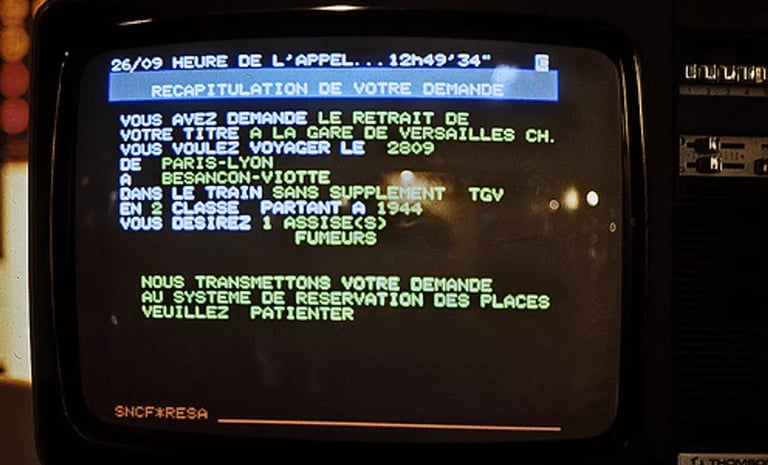 26/09 HEURE DE L'APPEL...12h49'34" C
RECAPITULATION DE VOTRE DEMANDE
VOUS AVEZ DEMANDE LE RETRAIT DE
VOTRE TITRE A LA GARE DE VERSAILLES CH.
VOUS VOULEZ VOYAGER LE 2809
DE PARIS-LYON
A BESANCON-VIOTTE
DANS LE TRAIN SANS SUPPLEMENT TGV
EN 2 CLASSE PARTANT A 1944
VOUS DESIREZ 1 ASSISE(S)
FUMEURS
NOUS TRANSMETTONS VOTRE DEMANDE
AU SYSTEME DE RESERVATION DES PLACES
VEUILLEZ PATIENTER
SNCF*RESA
THOMSO